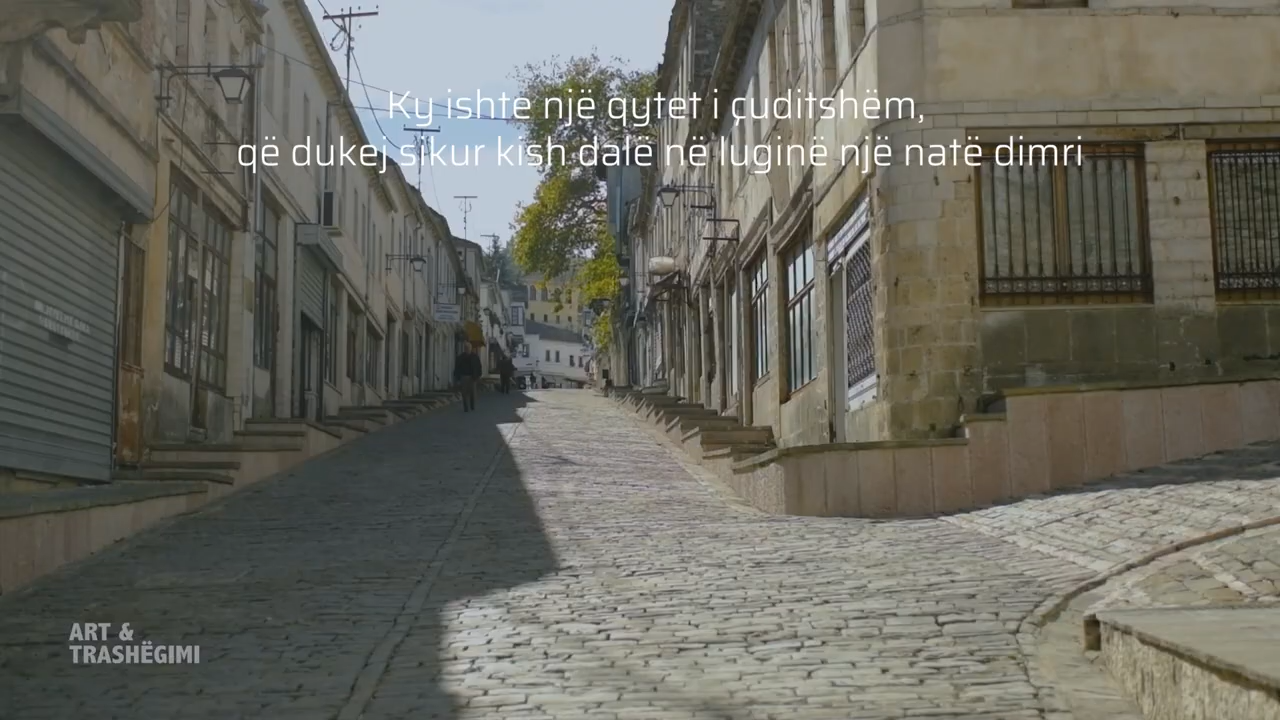 Ky ishte një qytet i çuditshëm,
që dukej sikur kish dalë në luginë një natë dimri
ART &
TRASHËGIMI